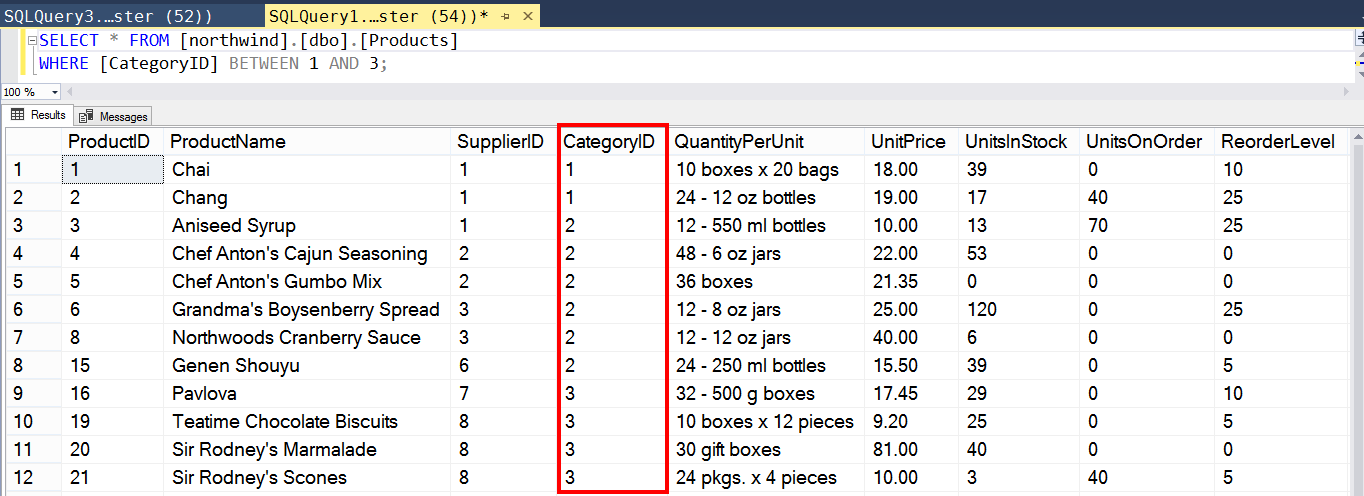 SQLQuery3....ster (52)) SQLQuery1....ster (54))*
SELECT * FROM [northwind].[dbo].[Products]
WHERE [CategoryID] BETWEEN 1 AND 3;
100 %
Results Messages
ProductID ProductName SupplierID CategoryID QuantityPerUnit UnitPrice UnitsInStock UnitsOnOrder ReorderLevel
1 1 Chai 1 1 10 boxes x 20 bags 18.00 39 0 10
2 2 Chang 1 1 24 - 12 oz bottles 19.00 17 40 25
3 3 Aniseed Syrup 1 2 12 - 550 ml bottles 10.00 13 70 25
4 4 Chef Anton's Cajun Seasoning 2 2 48 - 6 oz jars 22.00 53 0 0
5 5 Chef Anton's Gumbo Mix 2 2 36 boxes 21.35 0 0 0
6 6 Grandma's Boysenberry Spread 3 2 12 - 8 oz jars 25.00 120 0 25
7 8 Northwoods Cranberry Sauce 3 2 12 - 12 oz jars 40.00 6 0 0
8 15 Genen Shouyu 6 2 24 - 250 ml bottles 15.50 39 0 5
9 16 Pavlova 7 3 32 - 500 g boxes 17.45 29 0 10
10 19 Teatime Chocolate Biscuits 8 3 10 boxes x 12 pieces 9.20 25 0 5
11 20 Sir Rodney's Marmalade 8 3 30 gift boxes 81.00 40 0 0
12 21 Sir Rodney's Scones 8 3 24 pkgs. x 4 pieces 10.00 3 40 5